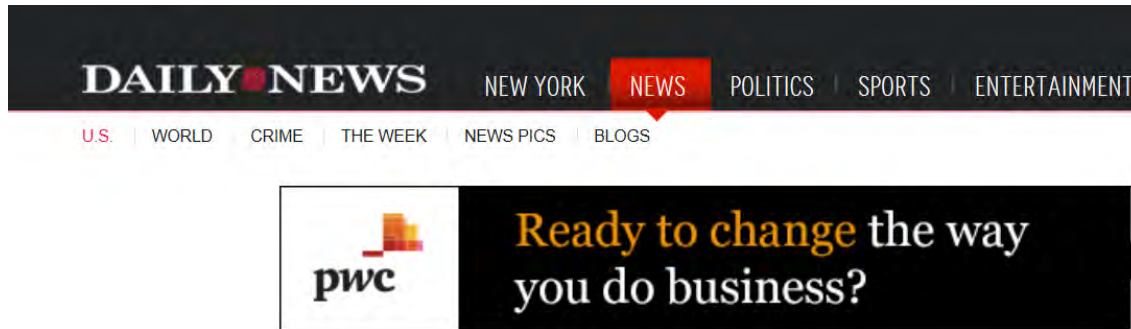 DAILY NEWS NEW YORK NEWS POLITICS SPORTS ENTERTAINMENT
U.S. WORLD CRIME THE WEEK NEWS PICS BLOGS
Ready to change the way
pwc you do business?